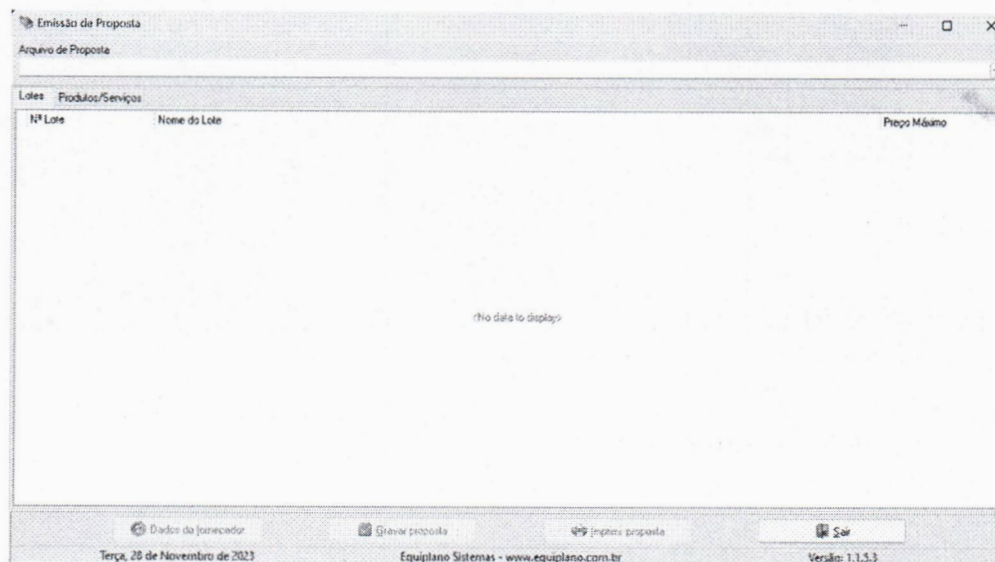 Emissão de Proposta
Arquivo de Proposta
Lotes Produtos/Serviços
Nº Lote Nome do Lote Preço Máximo
<No data to display>
Dados do fornecedor Gravar proposta Imprimir proposta Sair
Terça, 28 de Novembro de 2023 Equiplano Sistemas - www.equiplano.com.br Versão: 1.1.5.3